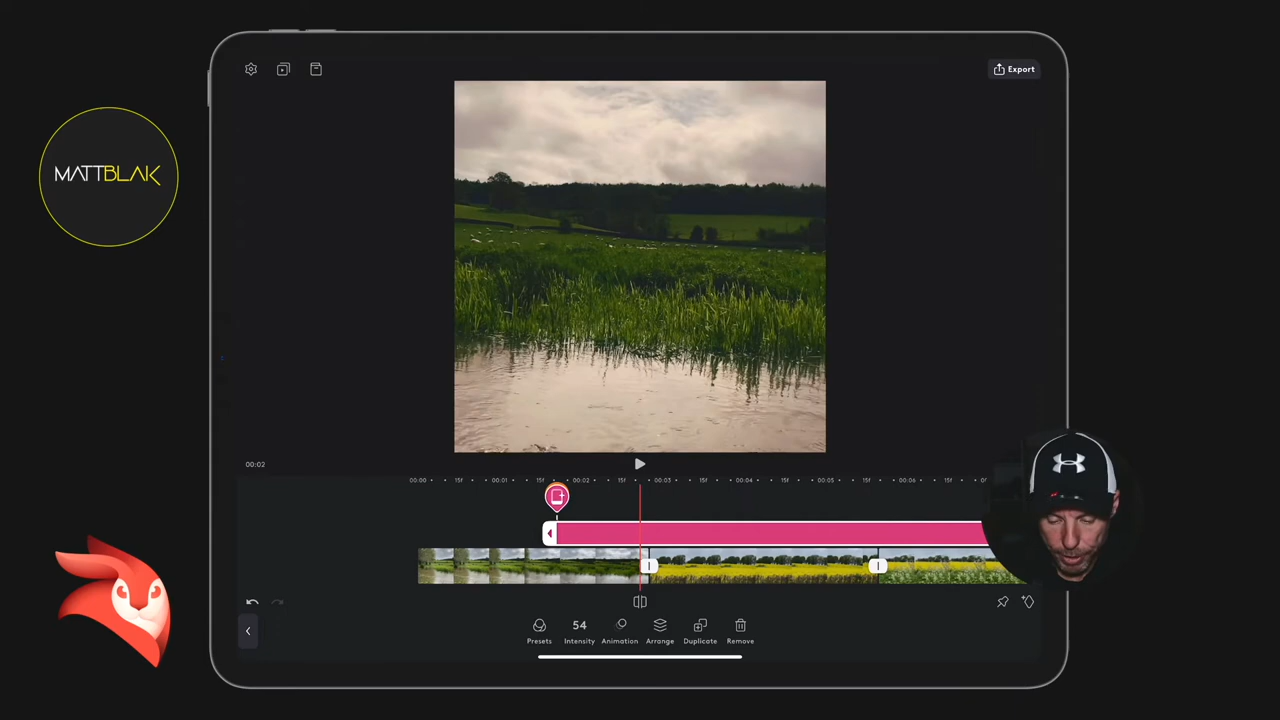 Export
MATTBLAK
00:02
00:00
15f
00:01
15f
00:02
15f
00:03
15f
00:04
15f
00:05
15f
00:06
15f
54
Presets
Intensity
Animation
Arrange
Duplicate
Remove